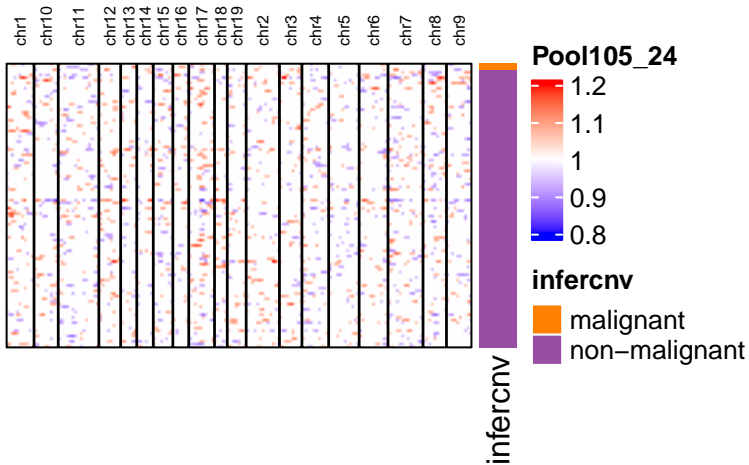 chr1
chr10
chr11
chr12
chr13
chr14
chr15
chr16
chr17
chr18
chr19
chr2
chr3
chr4
chr5
chr6
chr7
chr8
chr9
Pool105_24
1.2
1.1
1
0.9
0.8
infercnv
malignant
non−malignant
infercnv